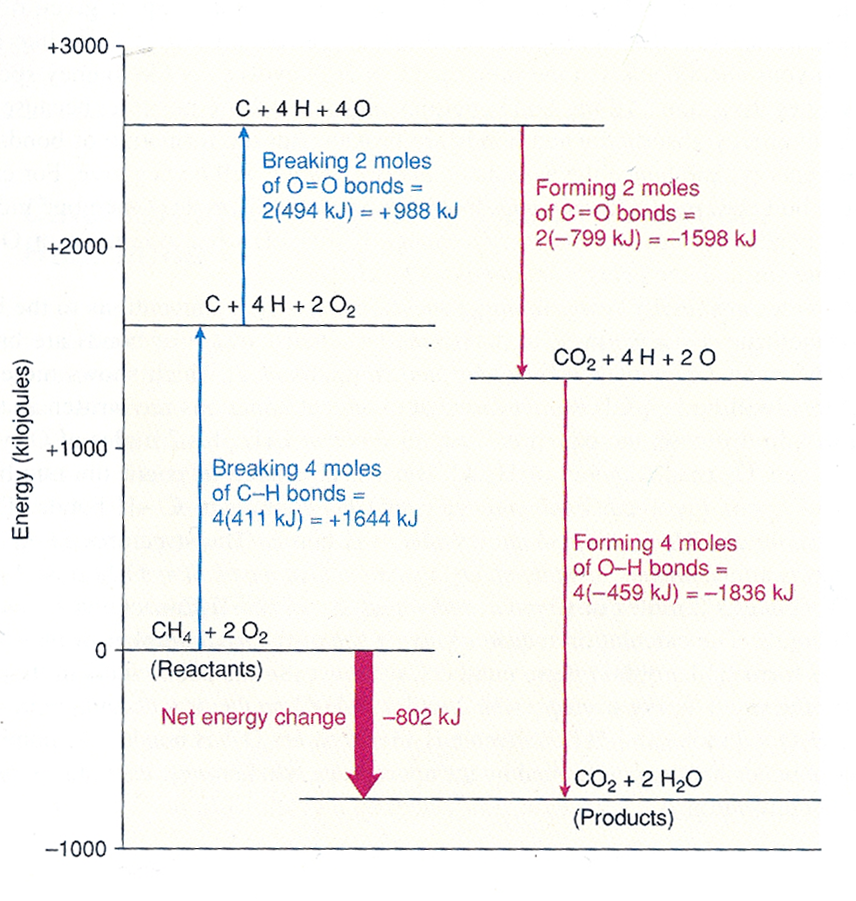 +3000
C + 4 H + 4 O
Breaking 2 moles
of O=O bonds =
2(494 kJ) = +988 kJ
Forming 2 moles
of C=O bonds =
2(−799 kJ) = −1598 kJ
+2000
C + 4 H + 2 O₂
CO₂ + 4 H + 2 O
Energy (kilojoules)
+1000
Breaking 4 moles
of C–H bonds =
4(411 kJ) = +1644 kJ
Forming 4 moles
of O–H bonds =
4(−459 kJ) = −1836 kJ
CH₄ + 2 O₂
0
(Reactants)
Net energy change
−802 kJ
CO₂ + 2 H₂O
(Products)
−1000